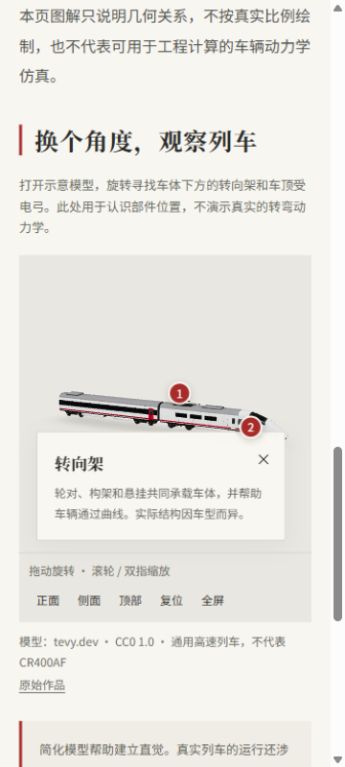 本页图解只说明几何关系，不按真实比例绘
制，也不代表可用于工程计算的车辆动力学
仿真。
换个角度，观察列车
打开示意模型，旋转寻找车体下方的转向架和车顶受
电弓。此处用于认识部件位置，不演示真实的转弯动
力学。
1
2
转向架
轮对、构架和悬挂共同承载车体，并帮助
车辆通过曲线。实际结构因车型而异。
拖动旋转 · 滚轮 / 双指缩放
正面 侧面 顶部 复位 全屏
模型：tevy.dev · CC0 1.0 · 通用高速列车，不代表
CR400AF
原始作品
简化模型帮助建立直觉。真实列车的运行还涉